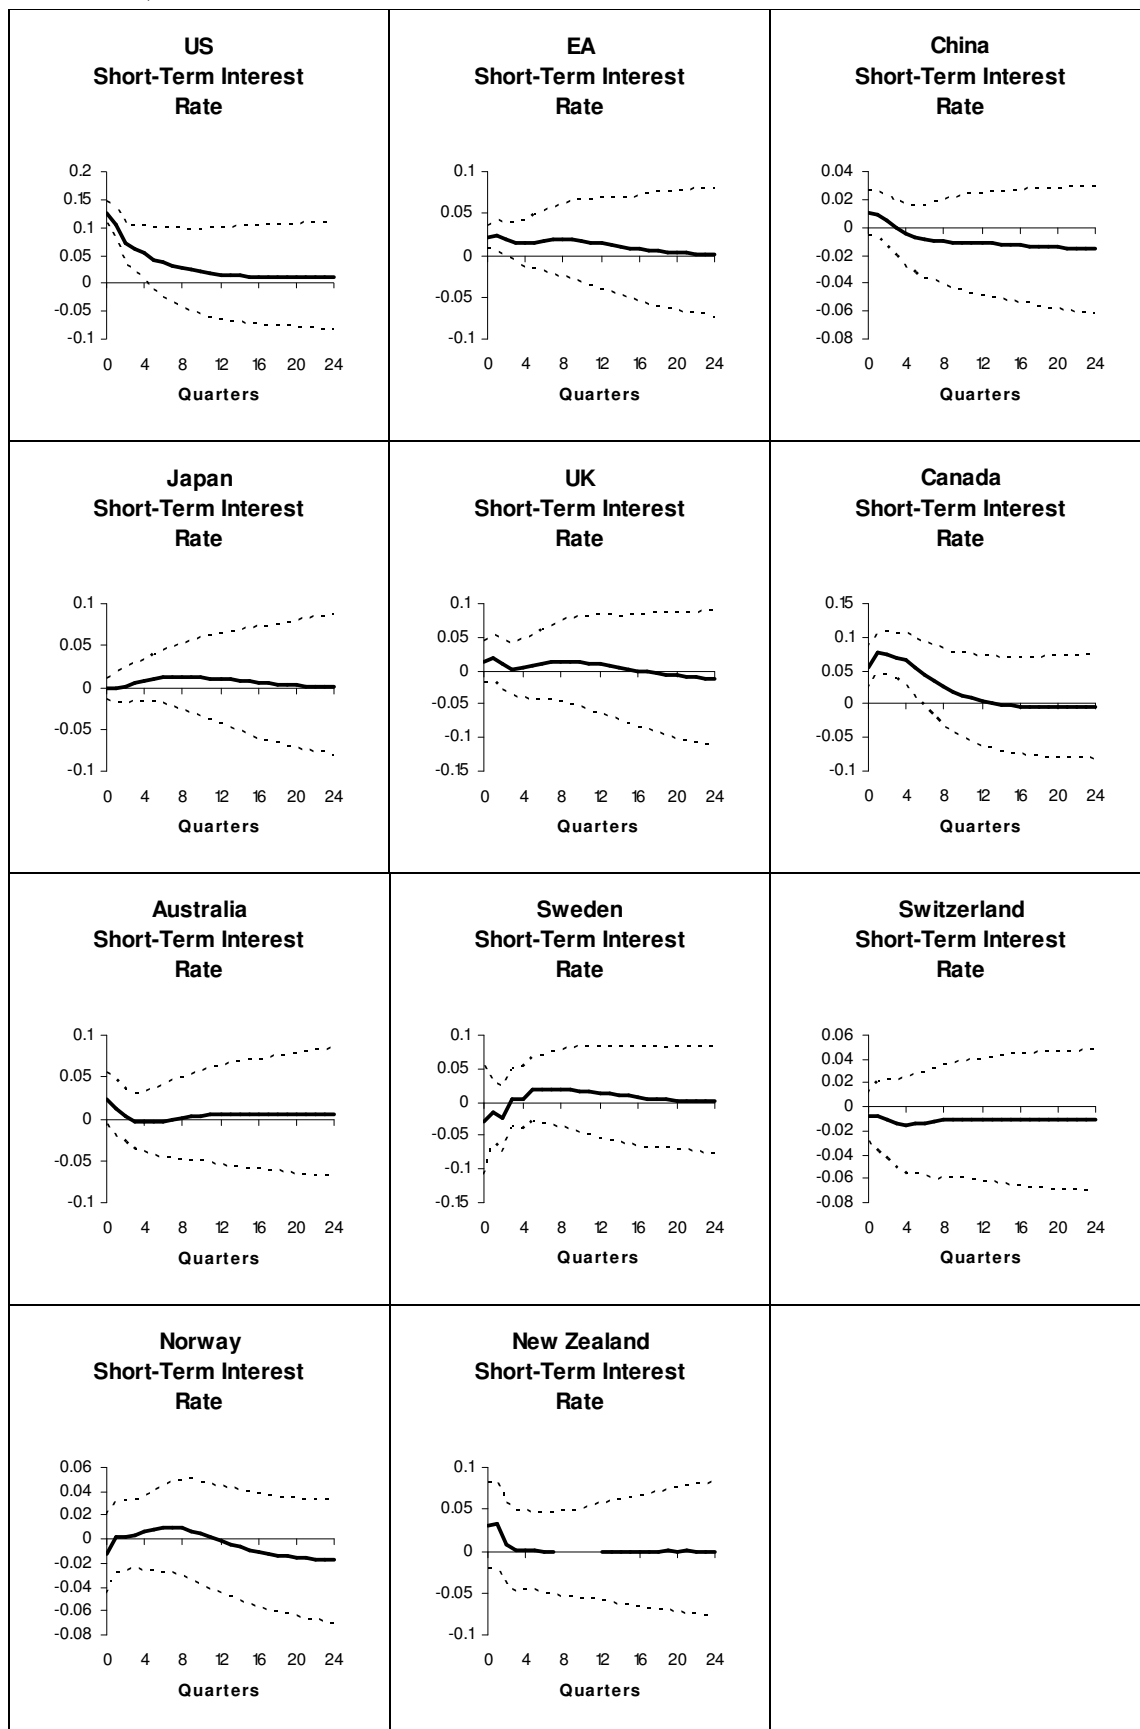 US
Short-Term Interest
Rate
0.2
0.15
0.1
0.05
0
-0.05
-0.1
0 4 8 12 16 20 24
Quarters
EA
Short-Term Interest
Rate
0.1
0.05
0
-0.05
-0.1
0 4 8 12 16 20 24
Quarters
China
Short-Term Interest
Rate
0.04
0.02
0
-0.02
-0.04
-0.06
-0.08
0 4 8 12 16 20 24
Quarters
Japan
Short-Term Interest
Rate
0.1
0.05
0
-0.05
-0.1
0 4 8 12 16 20 24
Quarters
UK
Short-Term Interest
Rate
0.1
0.05
0
-0.05
-0.1
-0.15
0 4 8 12 16 20 24
Quarters
Canada
Short-Term Interest
Rate
0.15
0.1
0.05
0
-0.05
-0.1
0 4 8 12 16 20 24
Quarters
Australia
Short-Term Interest
Rate
0.1
0.05
0
-0.05
-0.1
0 4 8 12 16 20 24
Quarters
Sweden
Short-Term Interest
Rate
0.1
0.05
0
-0.05
-0.1
-0.15
0 4 8 12 16 20 24
Quarters
Switzerland
Short-Term Interest
Rate
0.06
0.04
0.02
0
-0.02
-0.04
-0.06
-0.08
0 4 8 12 16 20 24
Quarters
Norway
Short-Term Interest
Rate
0.06
0.04
0.02
0
-0.02
-0.04
-0.06
-0.08
0 4 8 12 16 20 24
Quarters
New Zealand
Short-Term Interest
Rate
0.1
0.05
0
-0.05
-0.1
0 4 8 12 16 20 24
Quarters